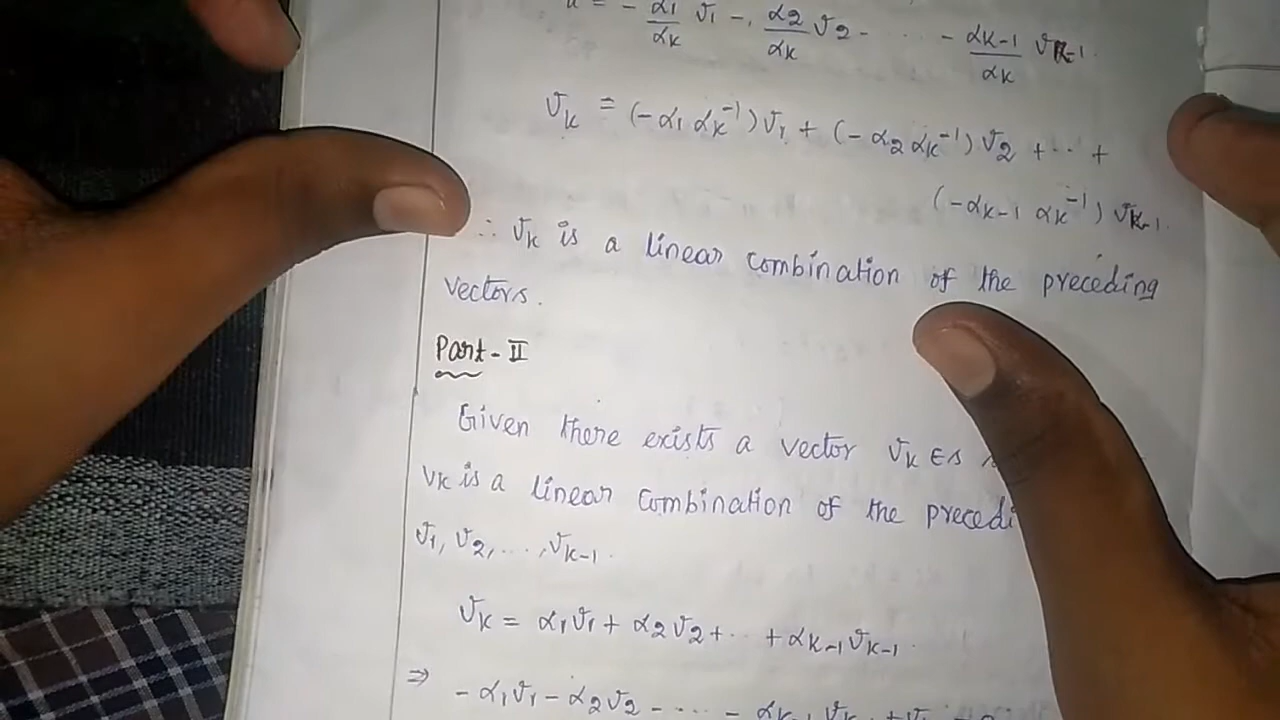 = - α1/αk v1 - α2/αk v2 - ..... - αk-1/αk vk-1.
vk = (-α1 αk⁻¹) v1 + (-α2 αk⁻¹) v2 + ... +
(-αk-1 αk⁻¹) vk-1.
∴ vk is a linear combination of the preceding
vectors.
Part - II
Given there exists a vector vk ∈ s
vk is a linear combination of the
v1, v2, ..., vk-1.
vk = α1v1 + α2v2 + ... + αk-1 vk-1.
⇒ - α1v1 - α2v2 - ..... -